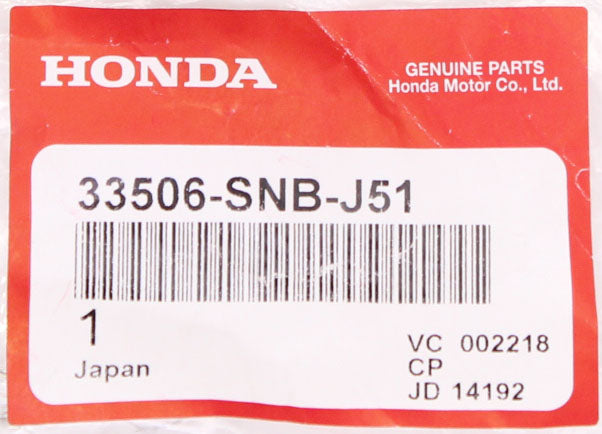 HONDA
GENUINE PARTS
Honda Motor Co., Ltd.
33506-SNB-J51
1
Japan
VC 002218
CP
JD 14192